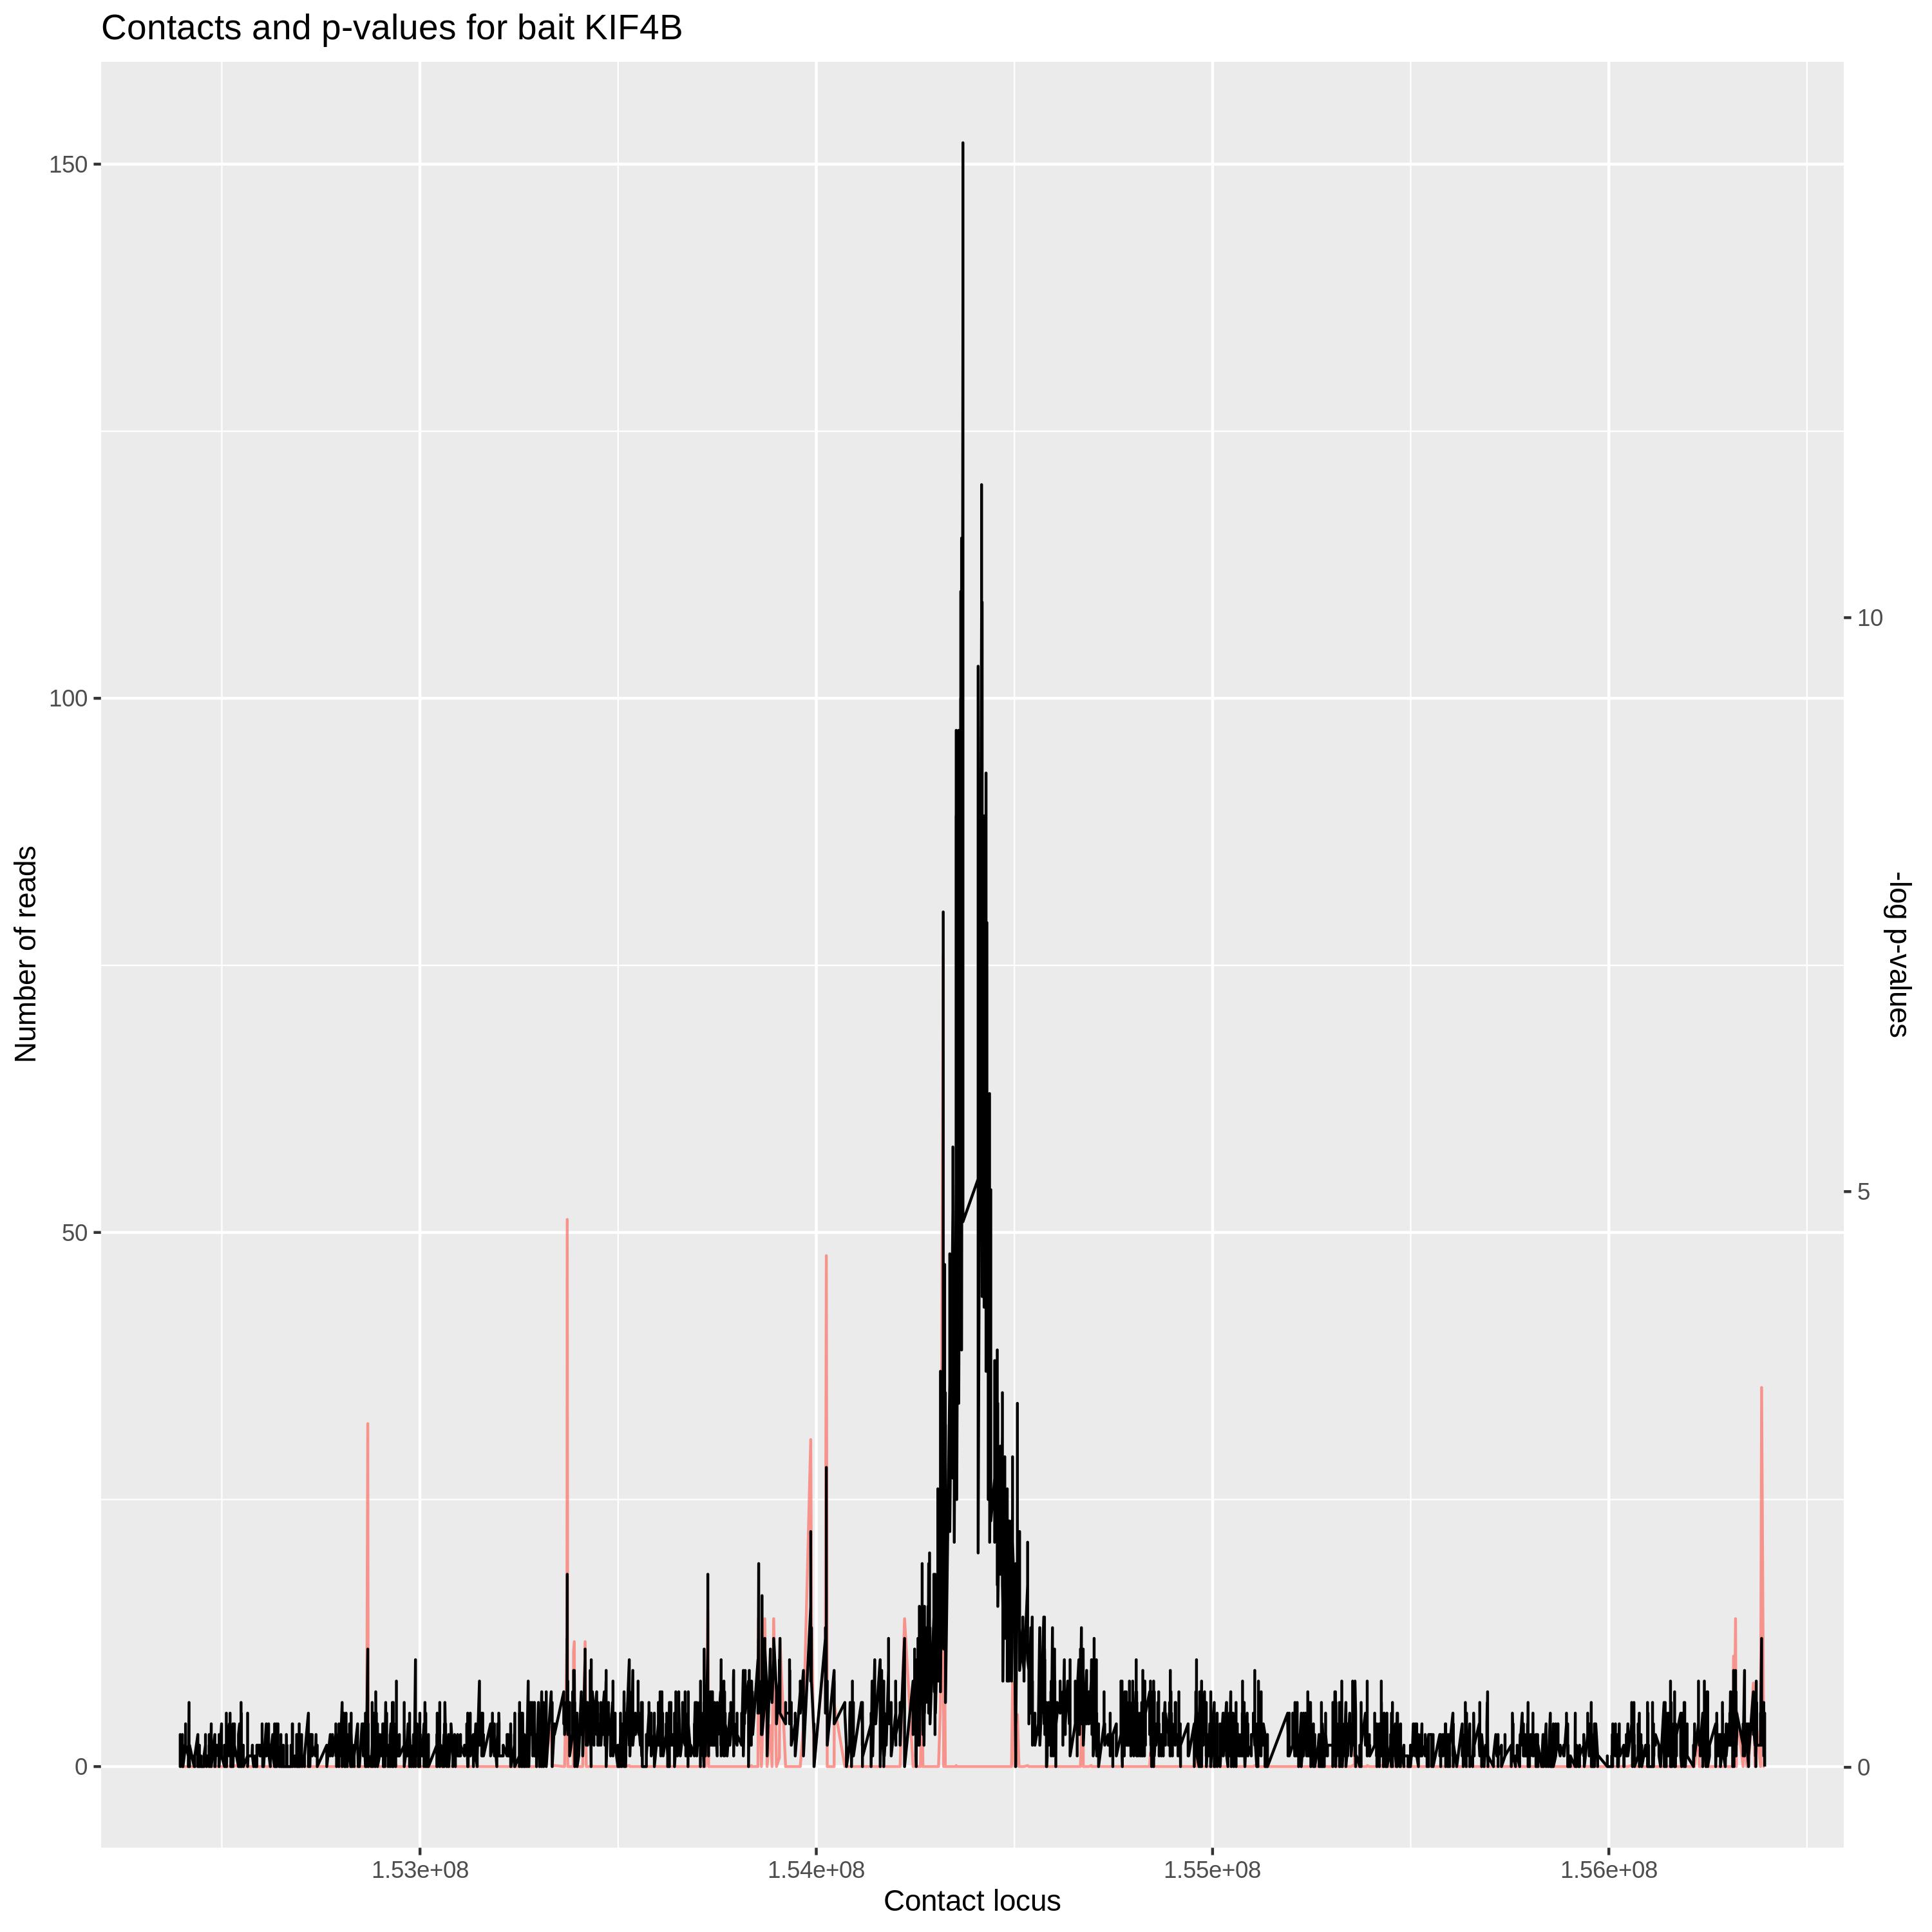 Contacts and p-values for bait KIF4B
150
100
50
0
Number of reads
10
5
0
-log p-values
1.53e+08
1.54e+08
1.55e+08
1.56e+08
Contact locus